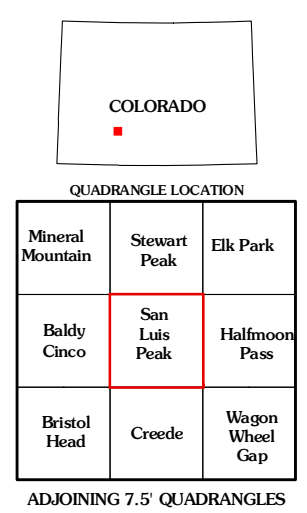 COLORADO
QUADRANGLE LOCATION
Mineral
Mountain
Stewart
Peak
Elk Park
Baldy
Cinco
San
Luis
Peak
Halfmoon
Pass
Bristol
Head
Creede
Wagon
Wheel
Gap
ADJOINING 7.5' QUADRANGLES